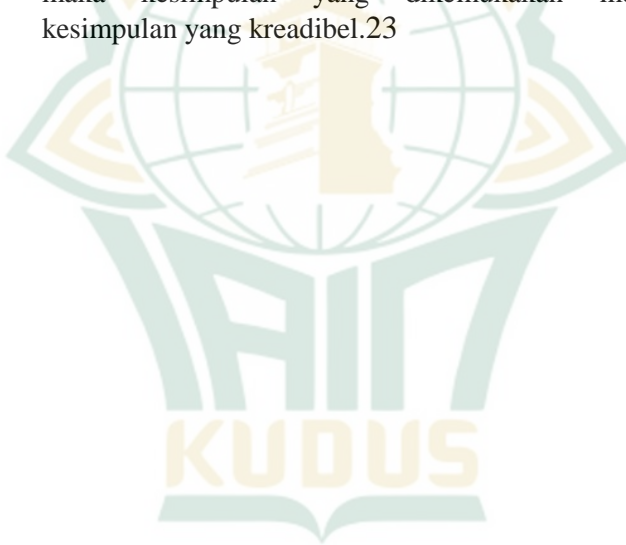 maka kesimpulan yang dikemukakan
kesimpulan yang kreadibel.23
IAIN
KUDUS